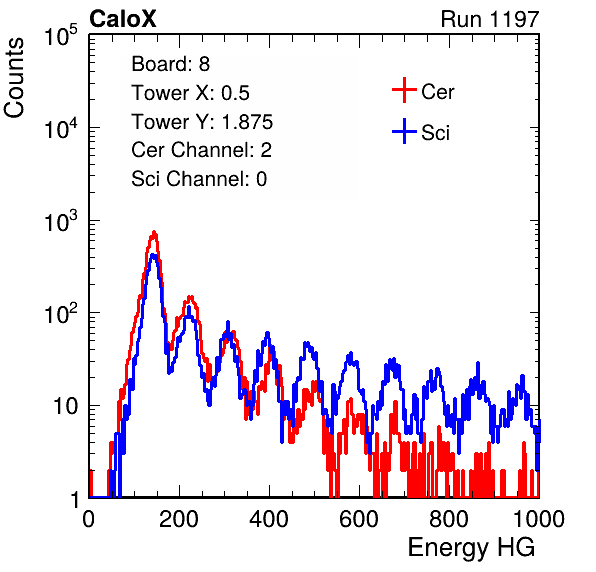 CaloX
Run 1197
Counts
Board: 8
Tower X: 0.5
Tower Y: 1.875
Cer Channel: 2
Sci Channel: 0
Cer
Sci
10^5
10^4
10^3
10^2
10
1
0 200 400 600 800 1000
Energy HG